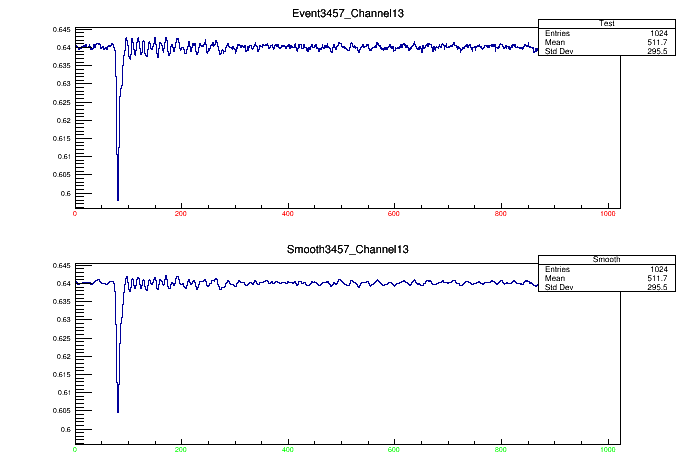 Event3457_Channel13
Test
Entries 1024
Mean 511.7
Std Dev 295.5
0.645
0.64
0.635
0.63
0.625
0.62
0.615
0.61
0.605
0.6
0 200 400 600 800 1000
Smooth3457_Channel13
Smooth
Entries 1024
Mean 511.7
Std Dev 295.5
0.645
0.64
0.635
0.63
0.625
0.62
0.615
0.61
0.605
0.6
0 200 400 600 800 1000